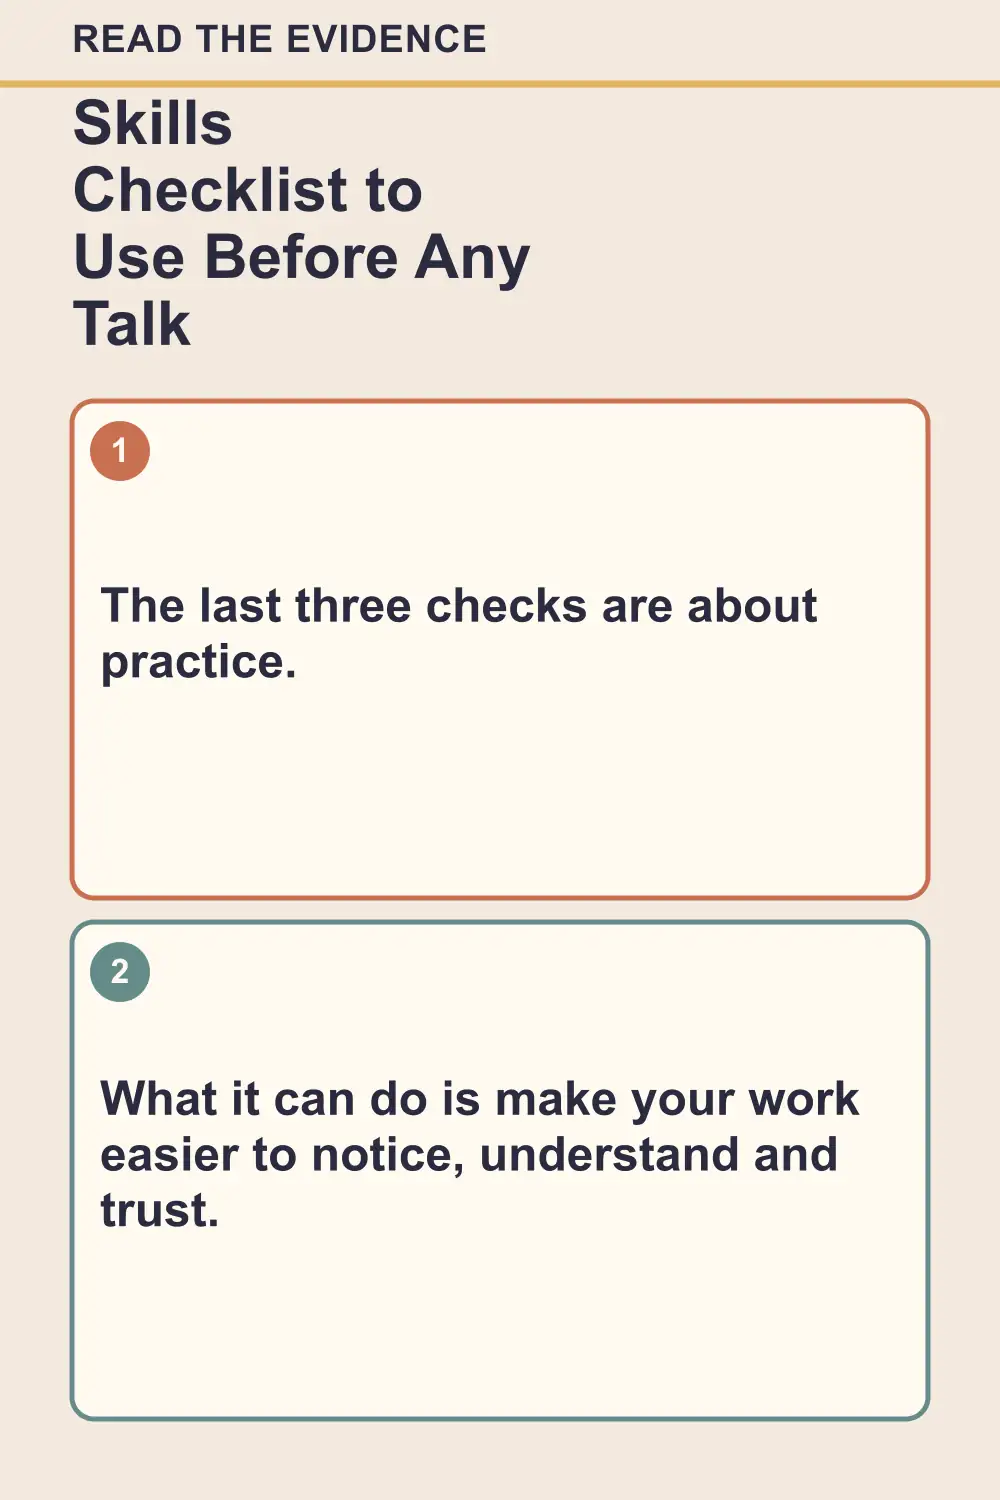 READ THE EVIDENCE
Skills
Checklist to
Use Before Any
Talk
1
The last three checks are about
practice.
2
What it can do is make your work
easier to notice, understand and
trust.